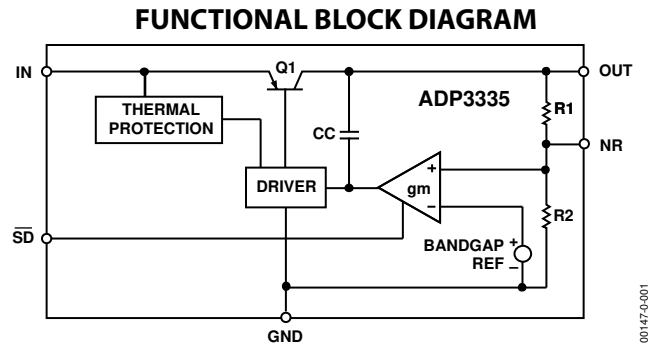 FUNCTIONAL BLOCK DIAGRAM
IN
Q1
OUT
THERMAL
PROTECTION
ADP3335
R1
CC
NR
DRIVER
gm
+
–
R2
SD
BANDGAP
REF
+
–
GND
00147-0-001